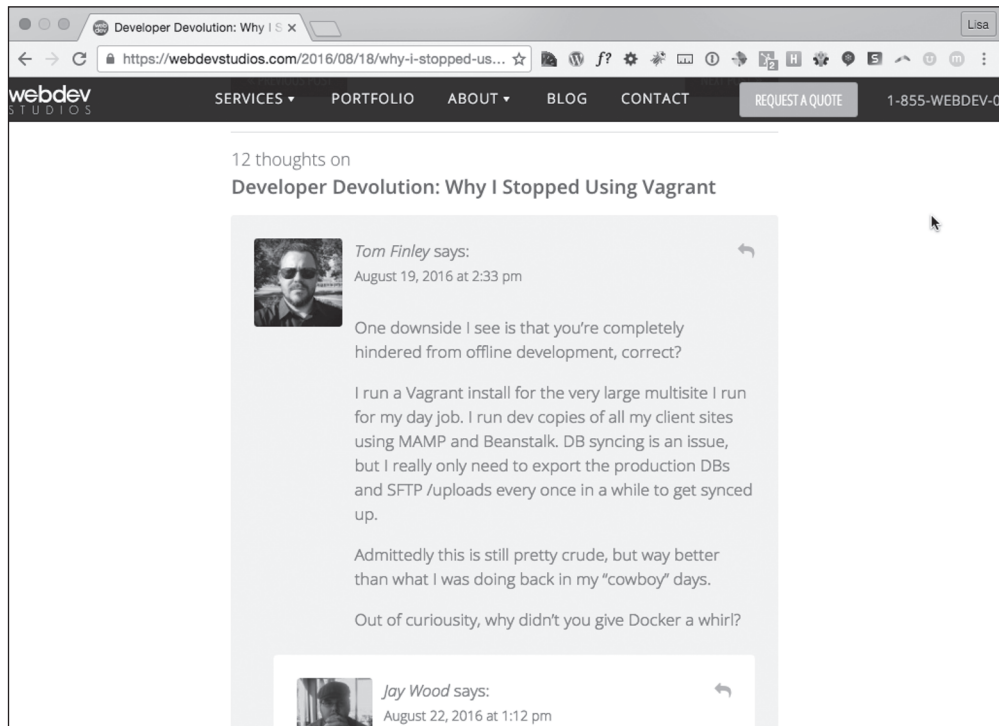 Developer Devolution: Why I S
Lisa
https://webdevstudios.com/2016/08/18/why-i-stopped-us...
webdev
STUDIOS
SERVICES
PORTFOLIO
ABOUT
BLOG
CONTACT
REQUEST A QUOTE
1-855-WEBDEV-0
12 thoughts on
Developer Devolution: Why I Stopped Using Vagrant
Tom Finley says:
August 19, 2016 at 2:33 pm
One downside I see is that you’re completely
hindered from offline development, correct?
I run a Vagrant install for the very large multisite I run
for my day job. I run dev copies of all my client sites
using MAMP and Beanstalk. DB syncing is an issue,
but I really only need to export the production DBs
and SFTP /uploads every once in a while to get synced
up.
Admittedly this is still pretty crude, but way better
than what I was doing back in my “cowboy” days.
Out of curiosity, why didn’t you give Docker a whirl?
Jay Wood says:
August 22, 2016 at 1:12 pm